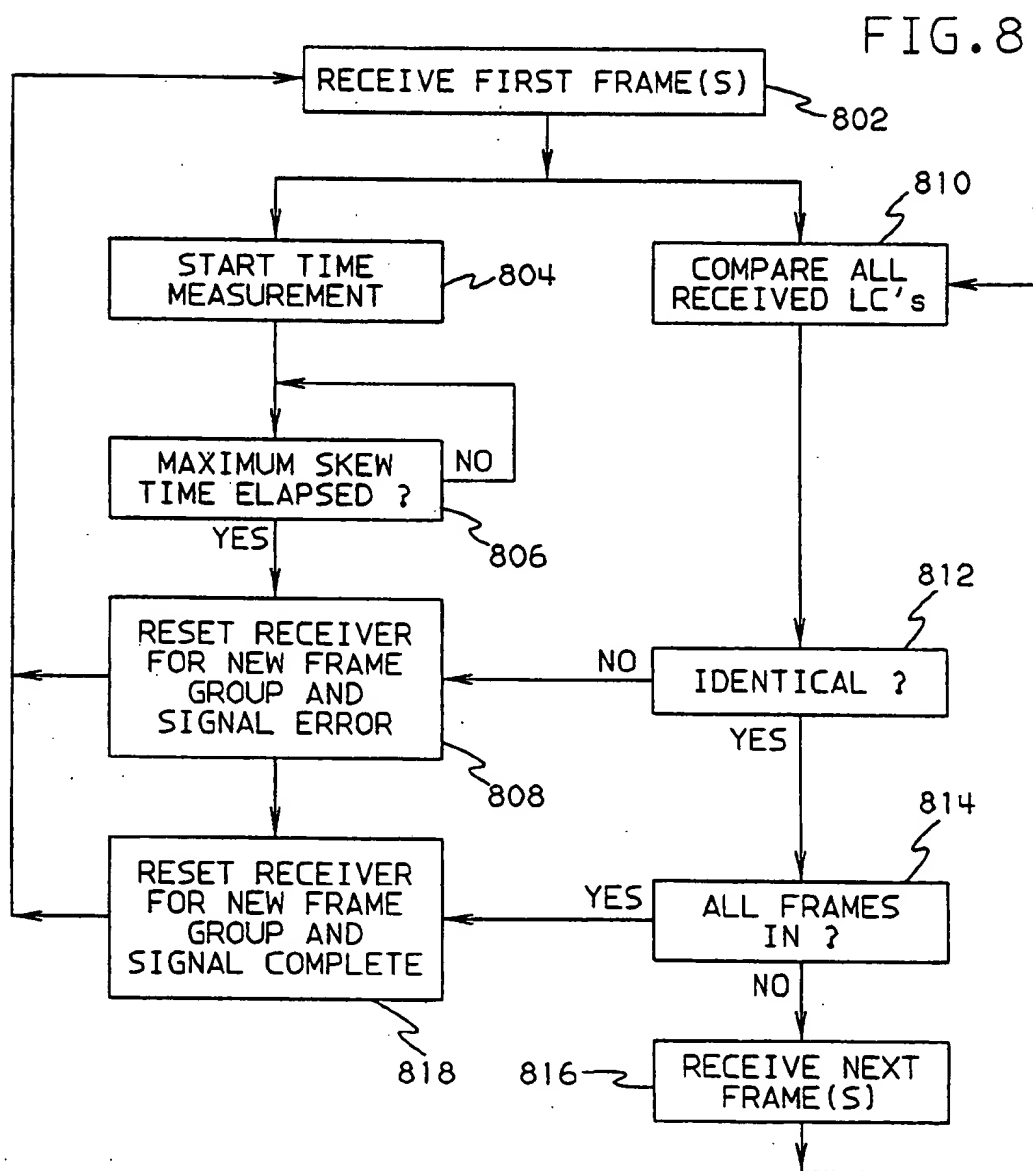 FIG.8
RECEIVE FIRST FRAME(S)
802
810
START TIME
MEASUREMENT
804
COMPARE ALL
RECEIVED LC's
MAXIMUM SKEW
TIME ELAPSED ?
NO
YES
806
812
RESET RECEIVER
FOR NEW FRAME
GROUP AND
SIGNAL ERROR
NO
IDENTICAL ?
YES
808
814
RESET RECEIVER
FOR NEW FRAME
GROUP AND
SIGNAL COMPLETE
YES
ALL FRAMES
IN ?
NO
818
816
RECEIVE NEXT
FRAME(S)